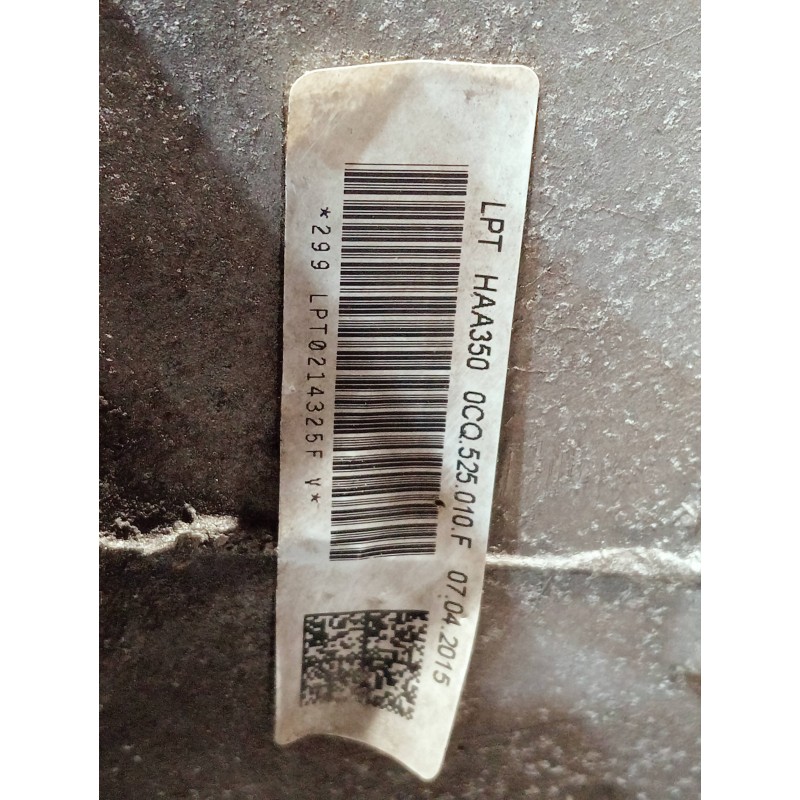 LPT HAA350 0CQ.525.010.F 07.04.2015
*299 LPT0214325F V*